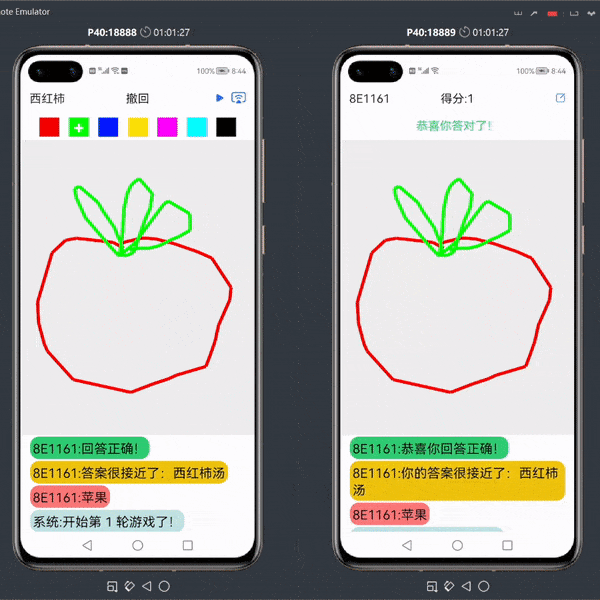 ote Emulator
P40:18888 01:01:27
P40:18889 01:01:27
100% 8:44
西红柿 撤回
8E1161:回答正确！
8E1161:答案很接近了：西红柿汤
8E1161:苹果
系统:开始第 1 轮游戏了！
100% 8:44
8E1161 得分:1
恭喜你答对了！
8E1161:恭喜你回答正确！
8E1161:你的答案很接近了：西红柿
汤
8E1161:苹果